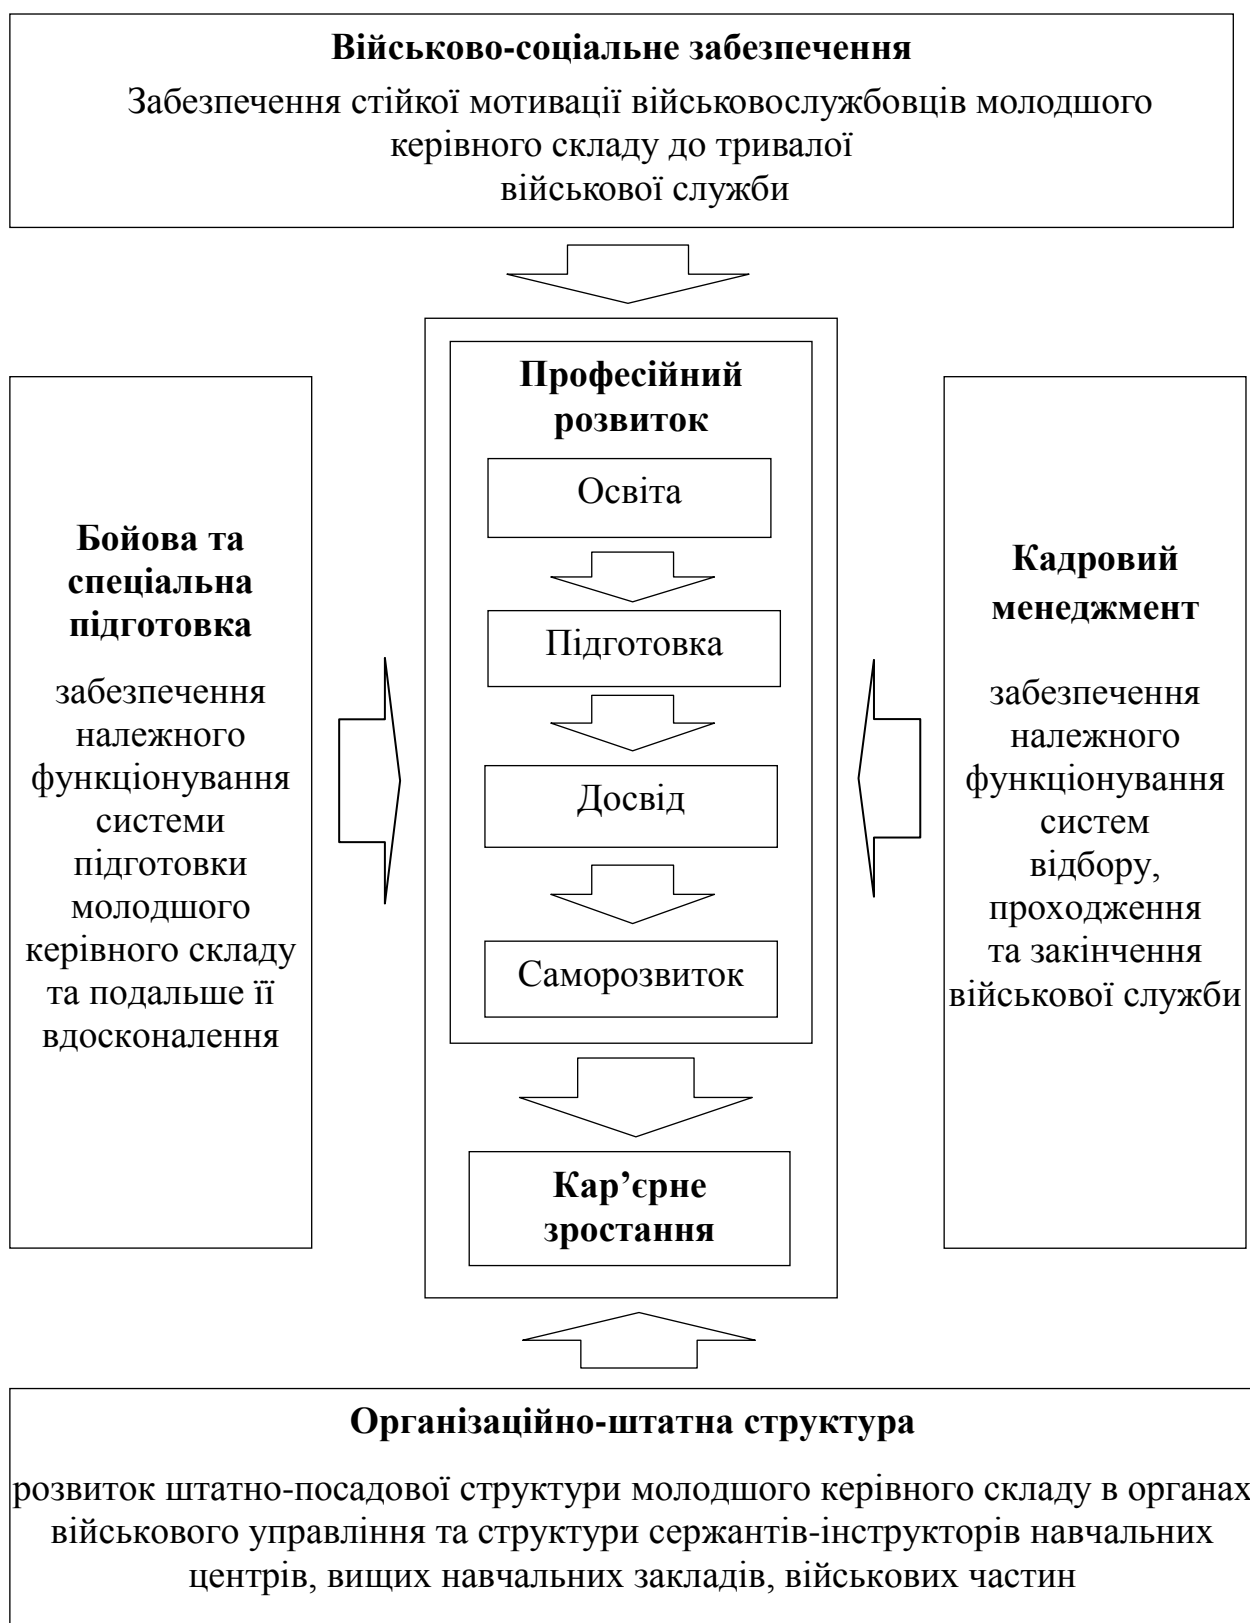 Військово-соціальне забезпечення
Забезпечення стійкої мотивації військовослужбовців молодшого
керівного складу до тривалої
військової служби
Бойова та
спеціальна
підготовка
забезпечення
належного
функціонування
системи
підготовки
молодшого
керівного складу
та подальше її
вдосконалення
Професійний
розвиток
Освіта
Підготовка
Досвід
Саморозвиток
Кар’єрне
зростання
Кадровий
менеджмент
забезпечення
належного
функціонування
систем
відбору,
проходження
та закінчення
військової служби
Організаційно-штатна структура
розвиток штатно-посадової структури молодшого керівного складу в органах
військового управління та структури сержантів-інструкторів навчальних
центрів, вищих навчальних закладів, військових частин